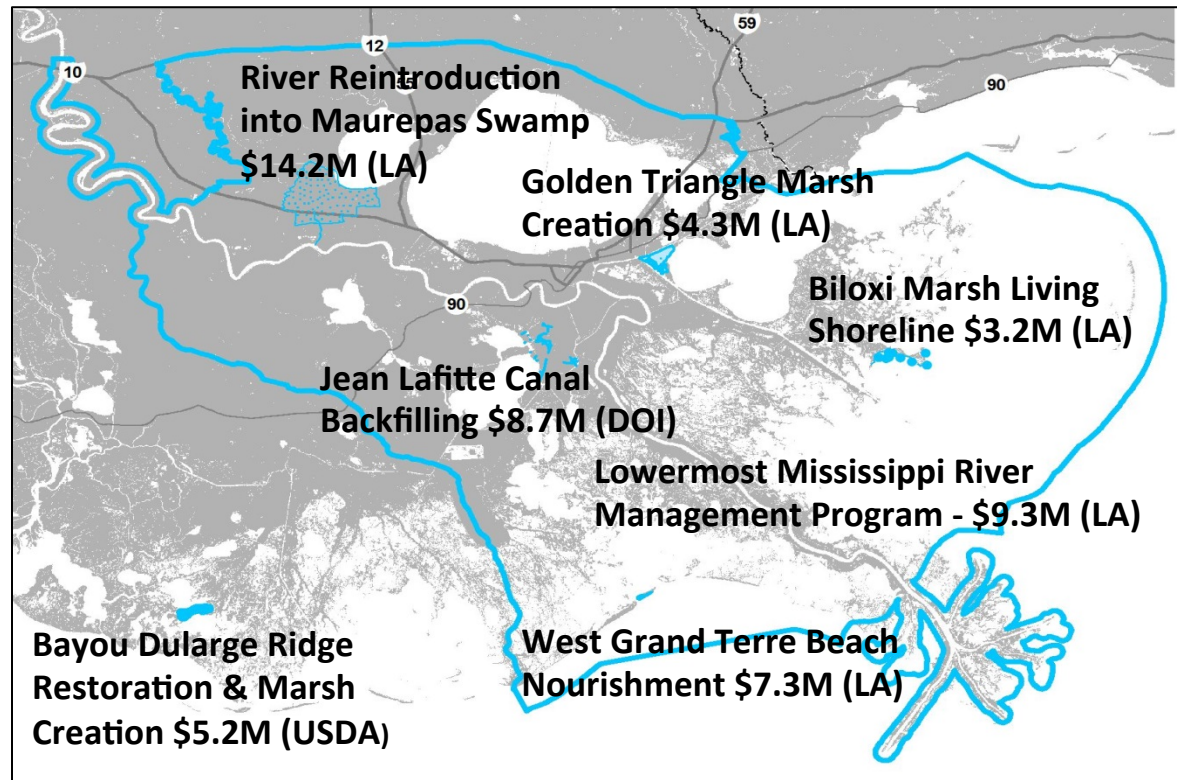 59
12
10
90
River Reintroduction
into Maurepas Swamp
$14.2M (LA)
Golden Triangle Marsh
Creation $4.3M (LA)
Biloxi Marsh Living
Shoreline $3.2M (LA)
90
Jean Lafitte Canal
Backfilling $8.7M (DOI)
Lowermost Mississippi River
Management Program - $9.3M (LA)
West Grand Terre Beach
Nourishment $7.3M (LA)
Bayou Dularge Ridge
Restoration & Marsh
Creation $5.2M (USDA)